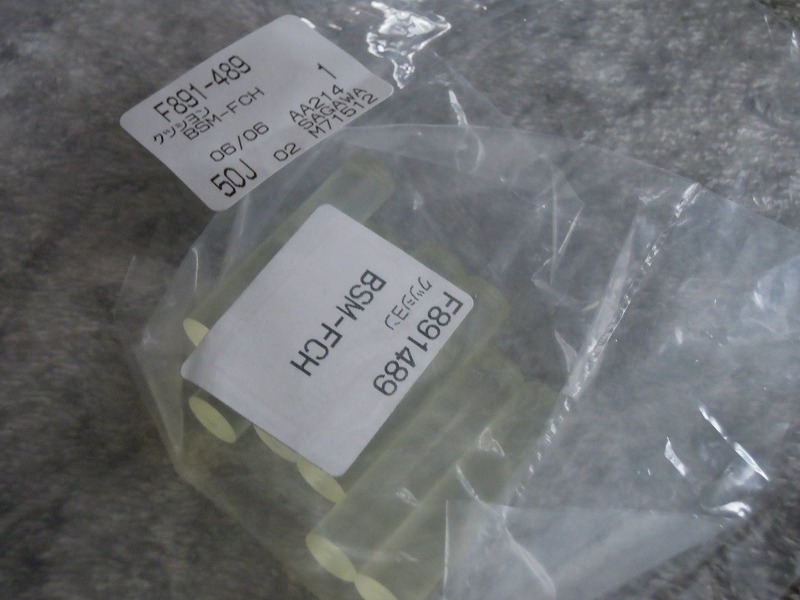 F891-489 1
クッション
BSM-FCH
06/06 AA214
SAGAWA
50J 02 M71512
F891489
クッション
BSM-FCH